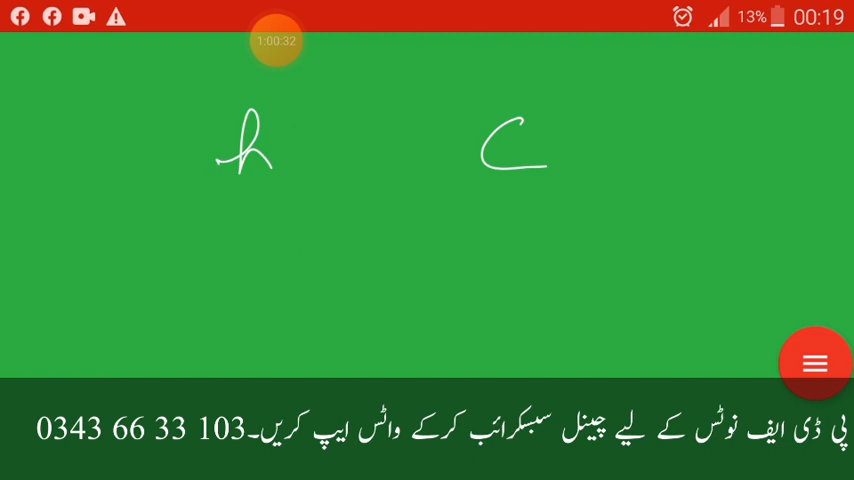 13% 00:19
1:00:32
h C
پی ڈی ایف نوٹس کے لیے چینل سبسکرائب کرکے واٹس ایپ کریں۔103 33 66 0343